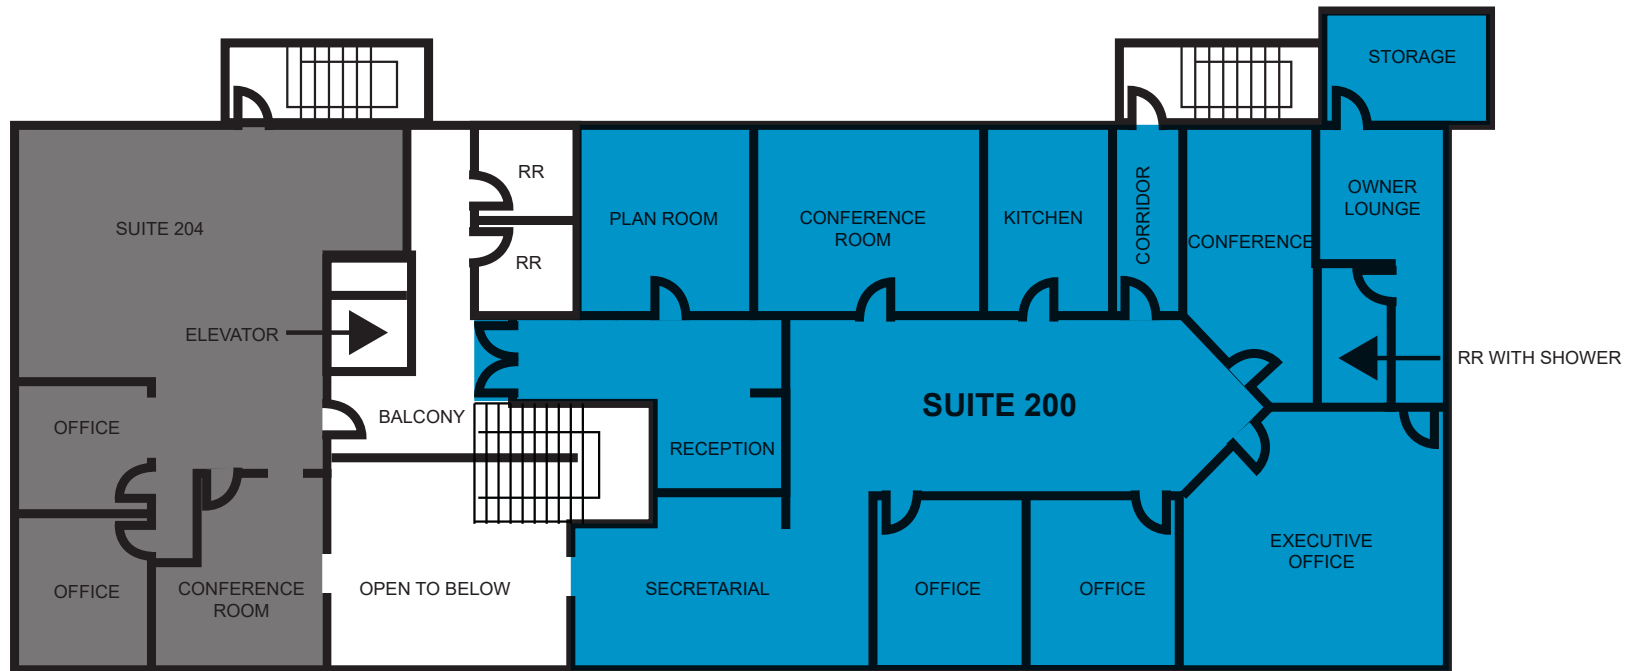 STORAGE
RR
OWNER
LOUNGE
PLAN ROOM
CONFERENCE
ROOM
KITCHEN
CORRIDOR
CONFERENCE
SUITE 204
RR
ELEVATOR
RR WITH SHOWER
SUITE 200
BALCONY
OFFICE
RECEPTION
EXECUTIVE
OFFICE
OFFICE
CONFERENCE
ROOM
OPEN TO BELOW
SECRETARIAL
OFFICE
OFFICE